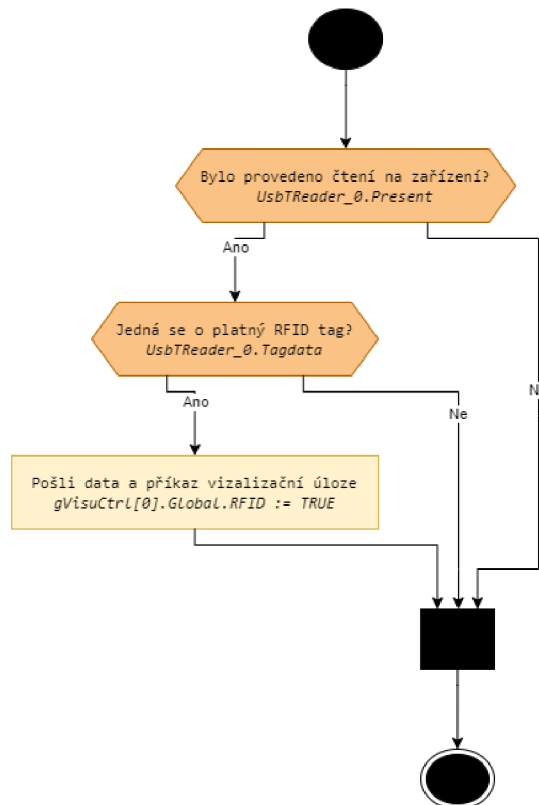 Bylo provedeno čtení na zařízení?
UsbTReader_0.Present
Ano
Jedná se o platný RFID tag?
UsbTReader_0.Tagdata
N
Ano
Ne
Pošli data a příkaz vizalizační úloze
gVisuCtrl[0].Global.RFID := TRUE